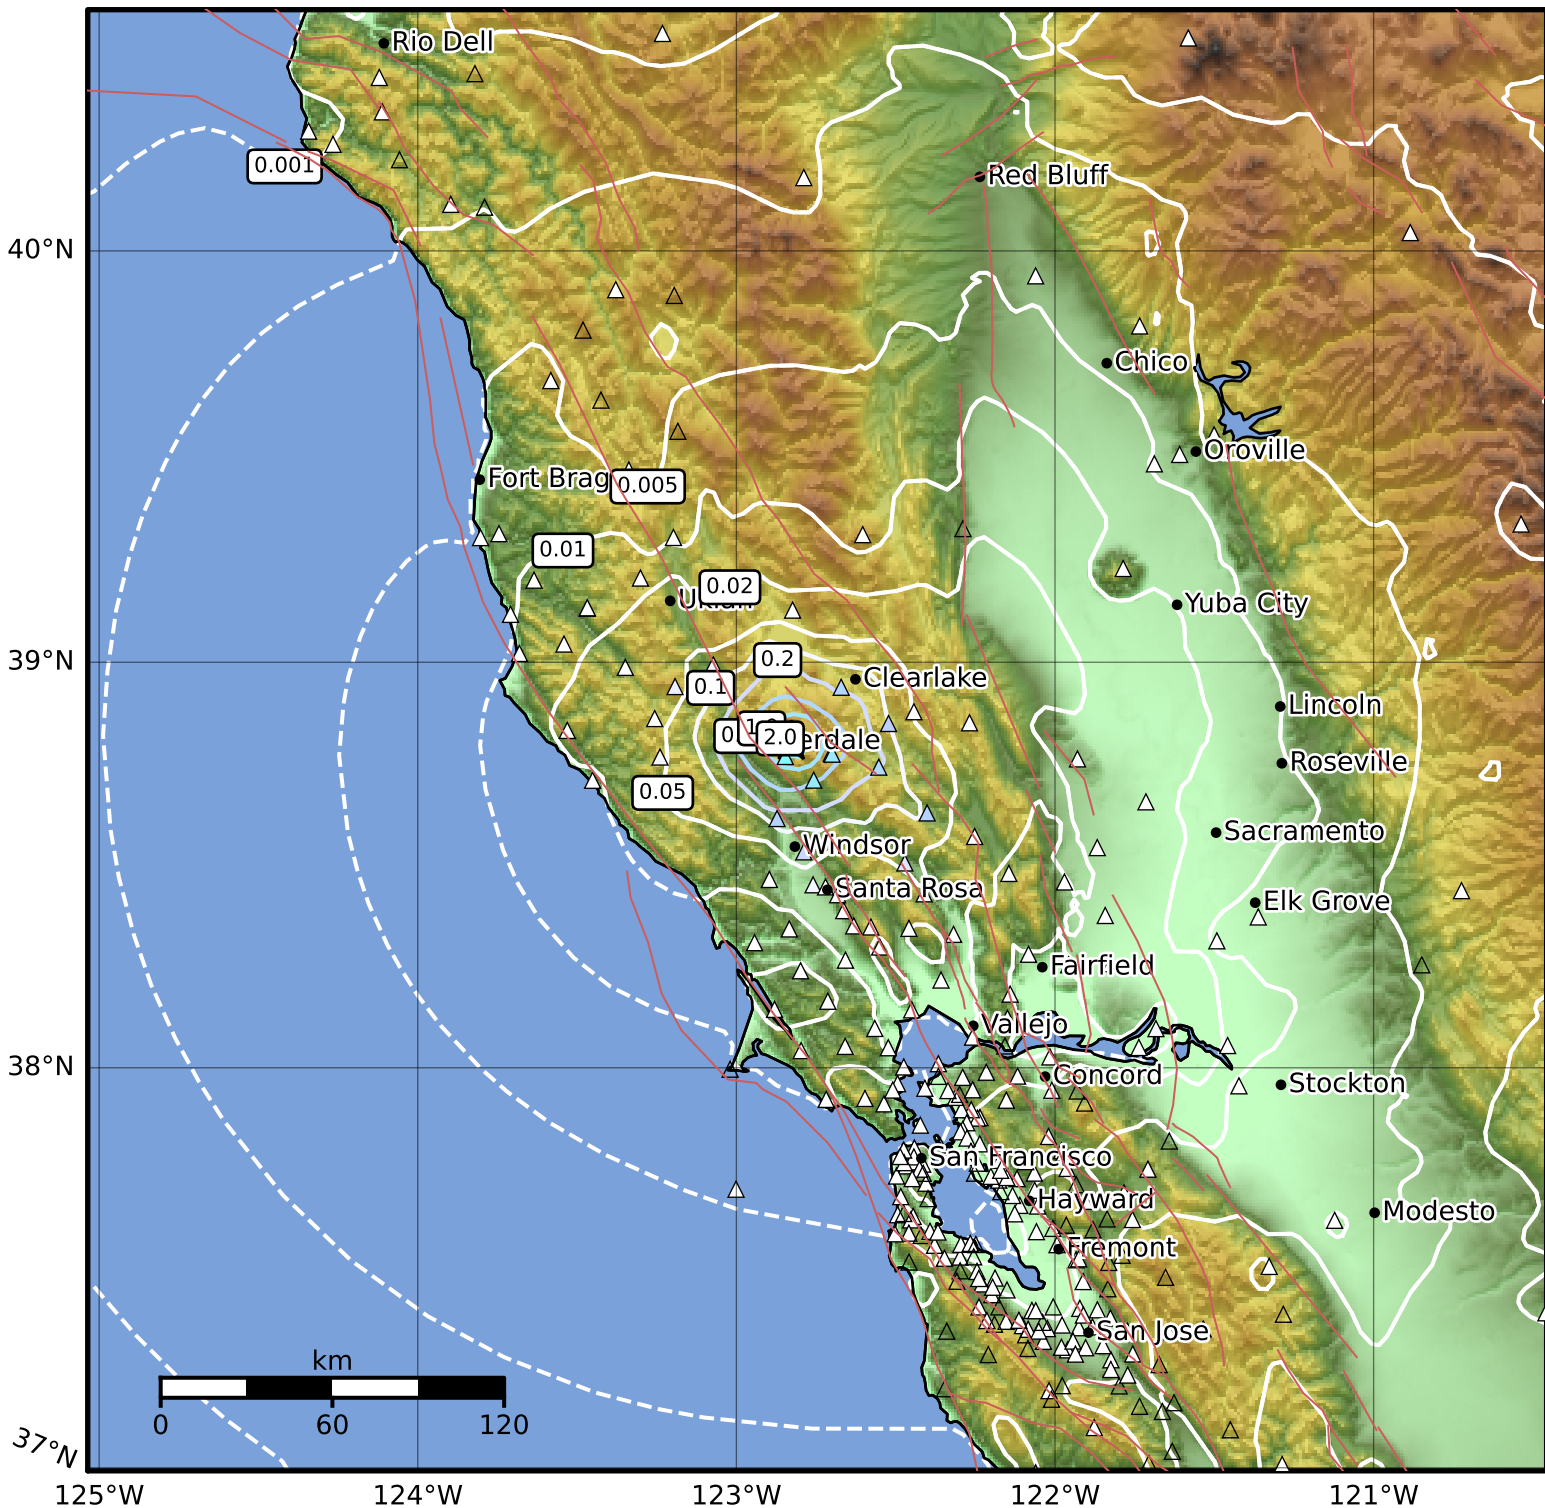 Rio Dell
0.001
Red Bluff
40°N
Chico
Oroville
Fort Brag
0.005
0.01
0.02
Yuba City
39°N
0.2
Clearlake
0.1
Lincoln
2.0
erdale
Roseville
0.05
Sacramento
Windsor
Santa Rosa
Elk Grove
Fairfield
Vallejo
38°N
Concord
Stockton
San Francisco
Hayward
Modesto
Fremont
San Jose
km
0 60 120
37°N
125°W 124°W 123°W 122°W 121°W